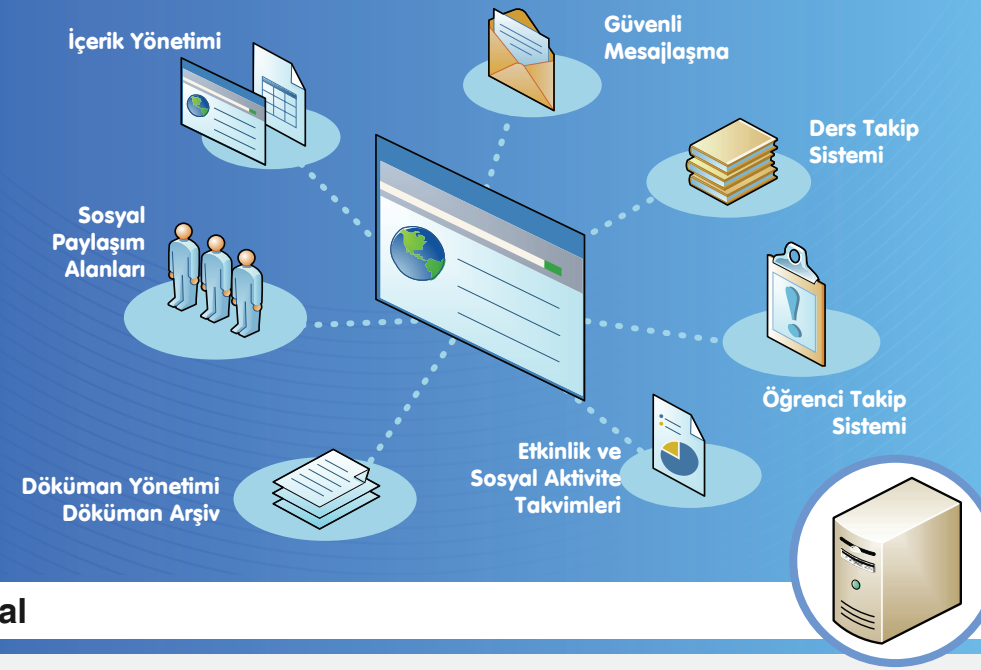 İçerik Yönetimi
Güvenli
Mesajlaşma
Ders Takip
Sistemi
Sosyal
Paylaşım
Alanları
Öğrenci Takip
Sistemi
Etkinlik ve
Sosyal Aktivite
Takvimleri
Döküman Yönetimi
Döküman Arşiv
al